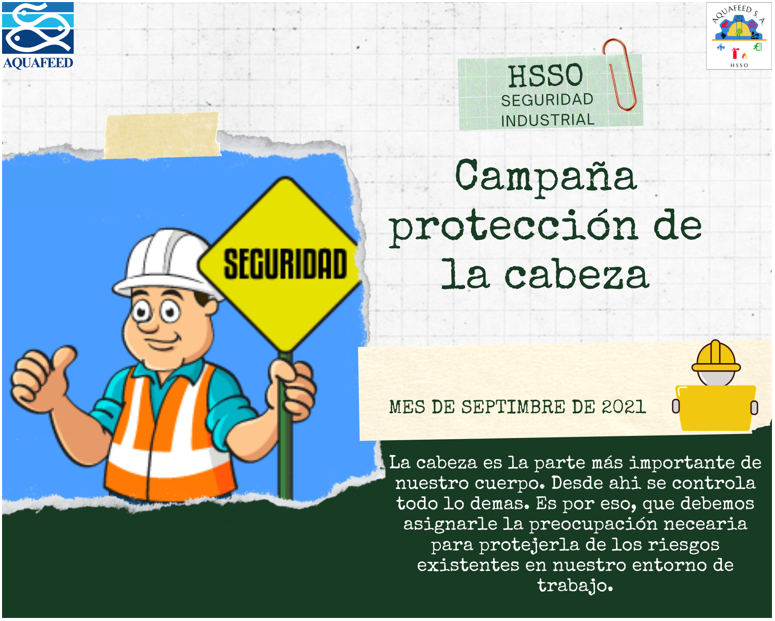 AQUAFEED
AQUAFEED S.A.
HSSO
HSSO
SEGURIDAD
INDUSTRIAL
Campaña
protección de
la cabeza
SEGURIDAD
MES DE SEPTIMBRE DE 2021
La cabeza es la parte más importante de
nuestro cuerpo. Desde ahi se controla
todo lo demas. Es por eso, que debemos
asignarle la preocupación necearia
para protejerla de los riesgos
existentes en nuestro entorno de
trabajo.